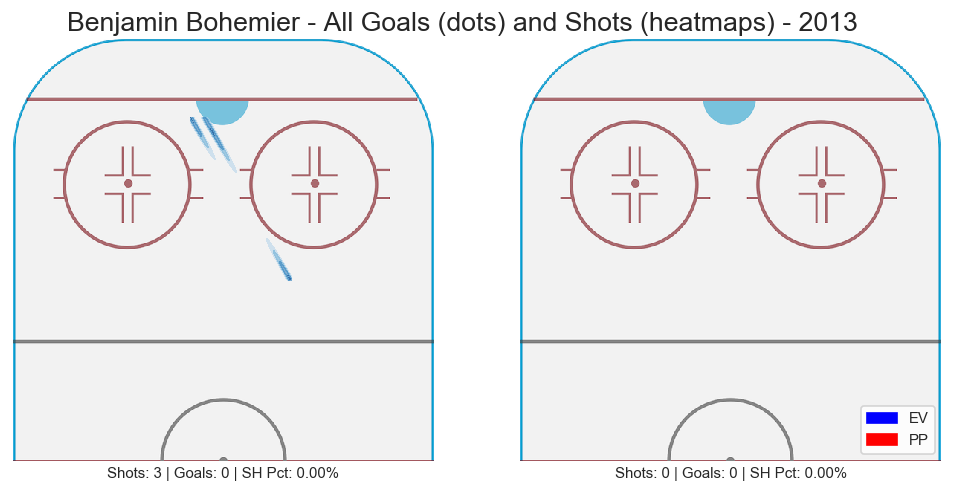 Benjamin Bohemier - All Goals (dots) and Shots (heatmaps) - 2013
EV
PP
Shots: 3 | Goals: 0 | SH Pct: 0.00%
Shots: 0 | Goals: 0 | SH Pct: 0.00%